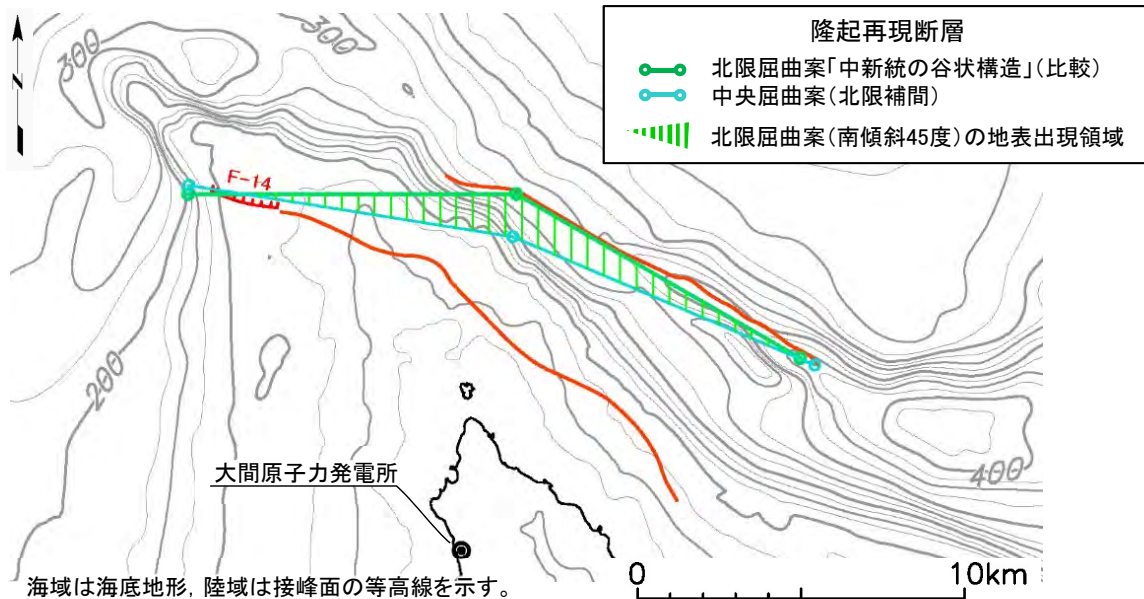 隆起再現断層
北限屈曲案「中新統の谷状構造」(比較)
中央屈曲案(北限補間)
北限屈曲案(南傾斜45度)の地表出現領域
N
300
300
F-14
200
400
大間原子力発電所
海域は海底地形, 陸域は接峰面の等高線を示す。
0
10km